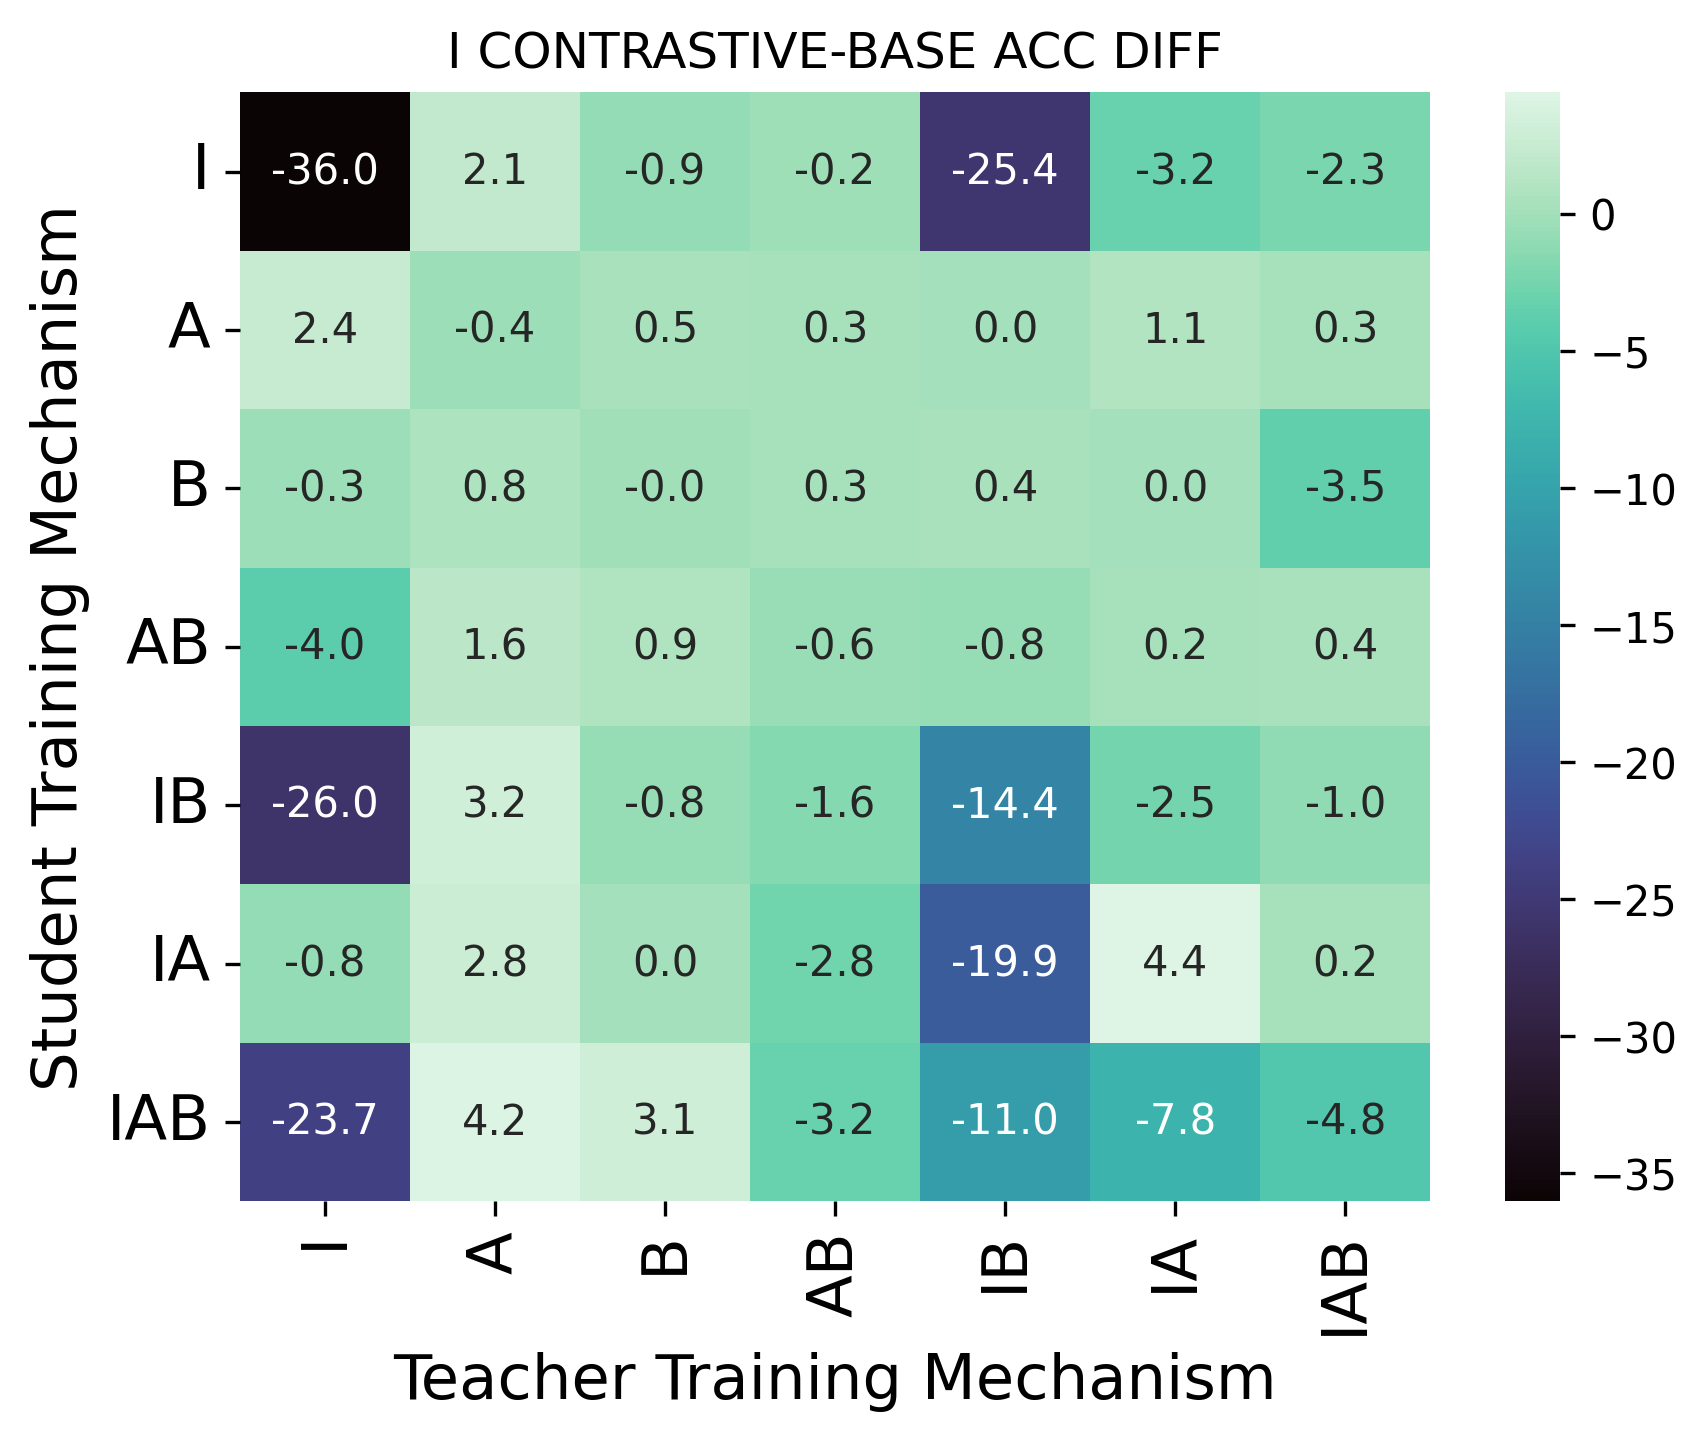 I CONTRASTIVE-BASE ACC DIFF
Student Training Mechanism
I -36.0 2.1 -0.9 -0.2 -25.4 -3.2 -2.3
A 2.4 -0.4 0.5 0.3 0.0 1.1 0.3
B -0.3 0.8 -0.0 0.3 0.4 0.0 -3.5
AB -4.0 1.6 0.9 -0.6 -0.8 0.2 0.4
IB -26.0 3.2 -0.8 -1.6 -14.4 -2.5 -1.0
IA -0.8 2.8 0.0 -2.8 -19.9 4.4 0.2
IAB -23.7 4.2 3.1 -3.2 -11.0 -7.8 -4.8
I A B AB IB IA IAB
Teacher Training Mechanism
0
−5
−10
−15
−20
−25
−30
−35